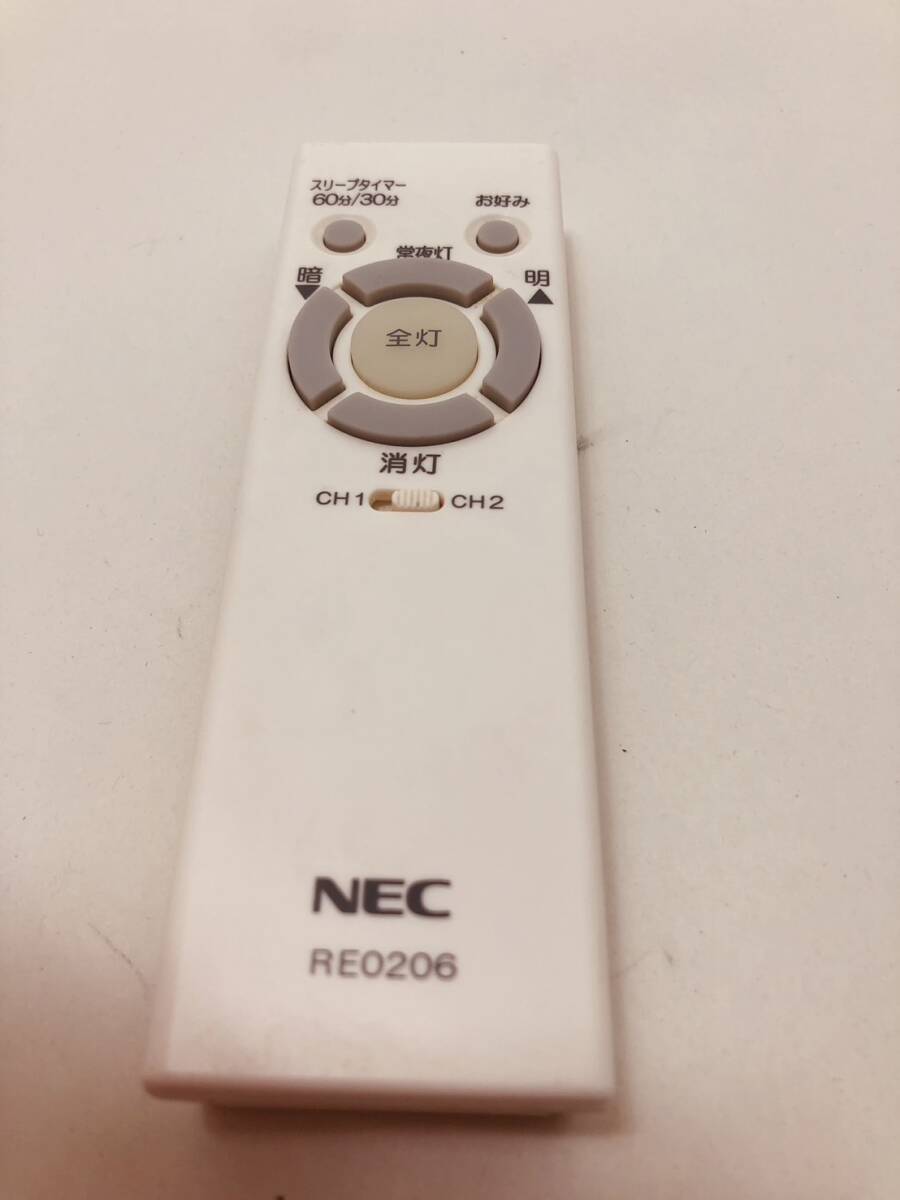 スリープタイマー
60分/30分
お好み
常夜灯
暗
▼
明
▲
全灯
消灯
CH1
CH2
NEC
RE0206